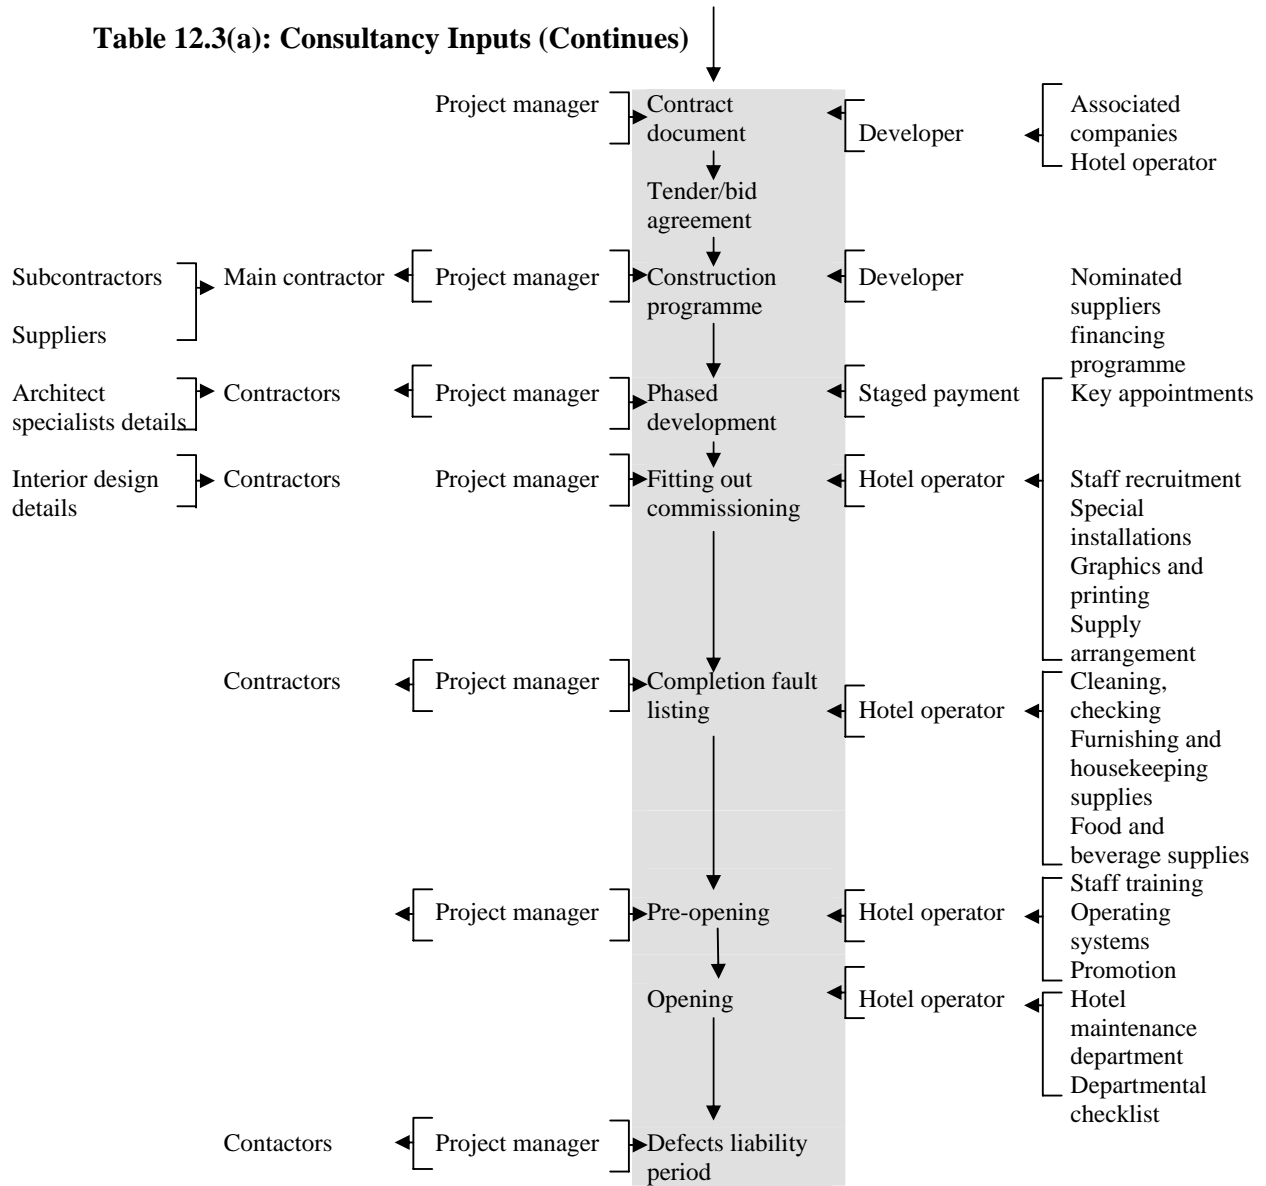 Table 12.3(a): Consultancy Inputs (Continues)
Project manager
Contract
document
Developer
Associated
companies
Hotel operator
Tender/bid
agreement
Subcontractors
Suppliers
Main contractor
Project manager
Construction
programme
Developer
Nominated
suppliers
financing
programme
Architect
specialists details
Contractors
Project manager
Phased
development
Staged payment
Key appointments
Interior design
details
Contractors
Project manager
Fitting out
commissioning
Hotel operator
Staff recruitment
Special
installations
Graphics and
printing
Supply
arrangement
Contractors
Project manager
Completion fault
listing
Hotel operator
Cleaning,
checking
Furnishing and
housekeeping
supplies
Food and
beverage supplies
Project manager
Pre-opening
Hotel operator
Staff training
Operating
systems
Promotion
Opening
Hotel operator
Hotel
maintenance
department
Departmental
checklist
Contactors
Project manager
Defects liability
period